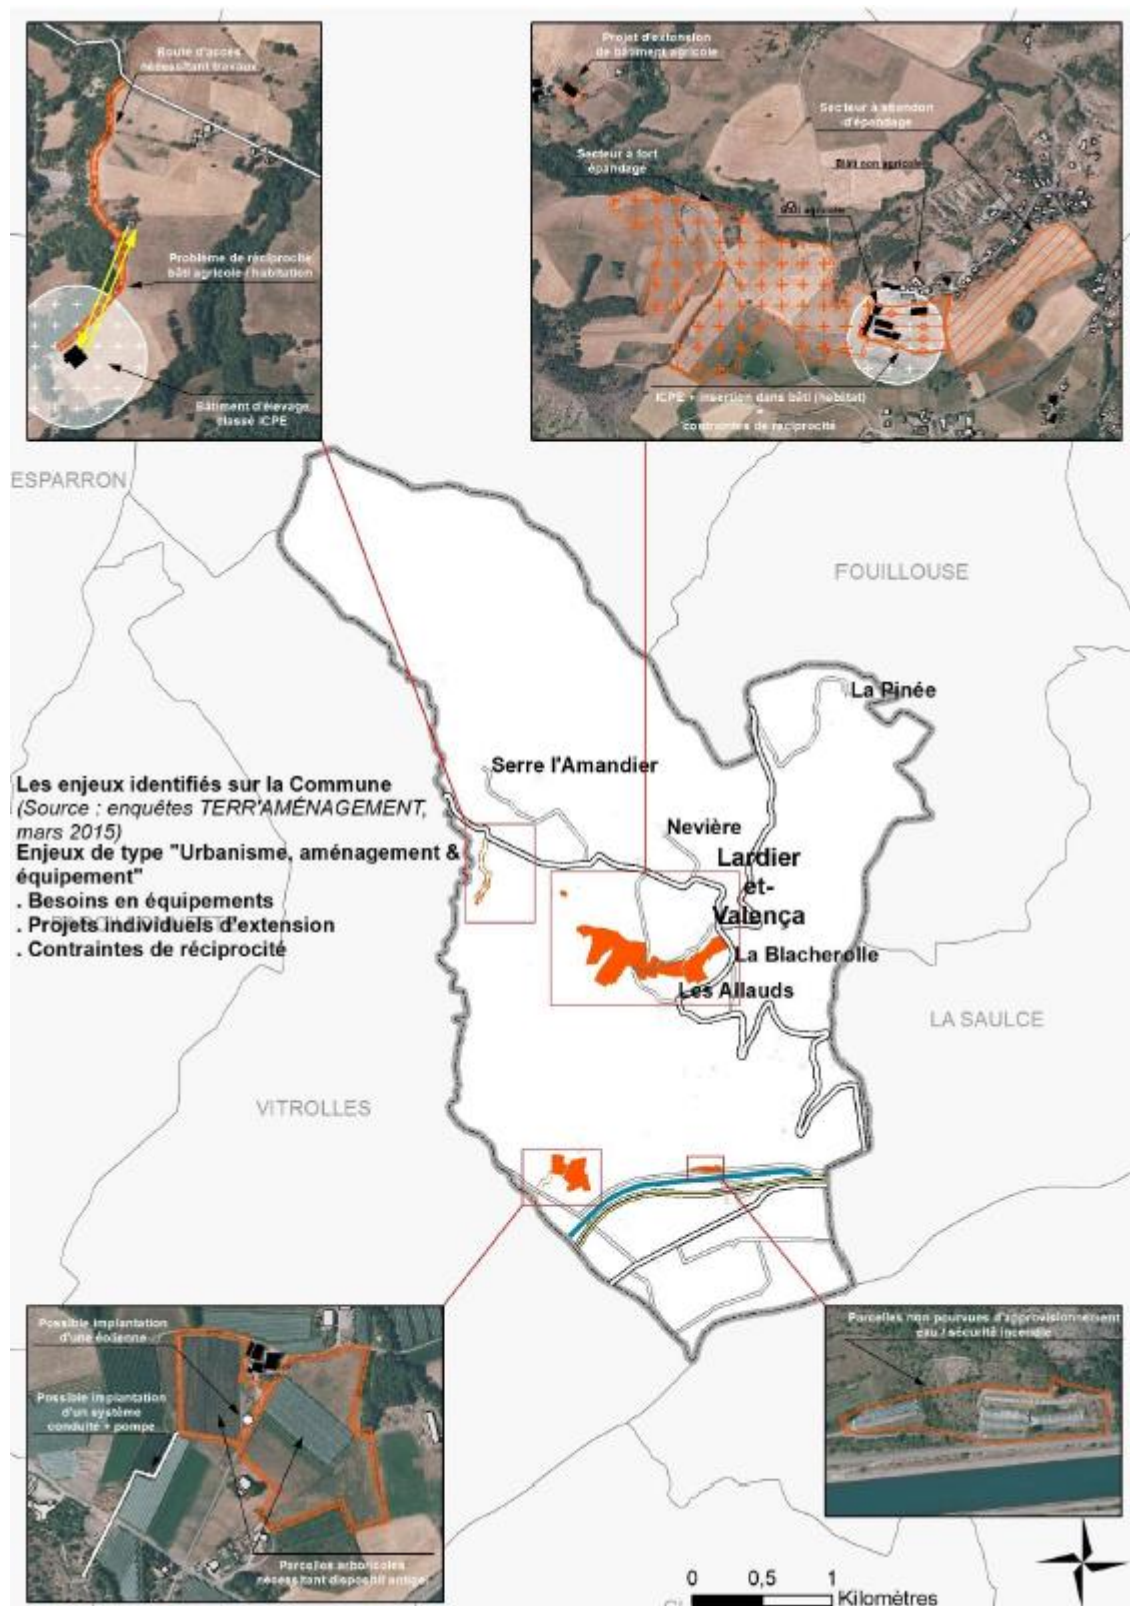 Route d'accès
nécessitant travaux
Problème de réciprocité
bâti agricole / habitation
Bâtiment d'élevage
classé ICPE
Projet d'extension
de bâtiment agricole
Secteur à abandon
d'épandage
Secteur à fort
épandage
Bâti non agricole
Bâti agricole
ICPE + insertion dans bâti (habitat)
contraintes de réciprocité
ESPARRON
FOUILLOUSE
La Pinée
Serre l'Amandier
Les enjeux identifiés sur la Commune
(Source : enquêtes TERR'AMÉNAGEMENT,
mars 2015)
Enjeux de type "Urbanisme, aménagement &
équipement"
. Besoins en équipements
. Projets individuels d'extension
. Contraintes de réciprocité
Nevière
Lardier
et-
Valença
La Blacherolle
Les Allauds
LA SAULCE
VITROLLES
Possible implantation
d'une éolienne
Possible implantation
d'un système
conduite + pompe
Parcelles arboricoles
nécessitant dispositif antigel
Parcelles non pourvues d'approvisionnement
eau / sécurité incendie
0 0,5 1
Kilomètres